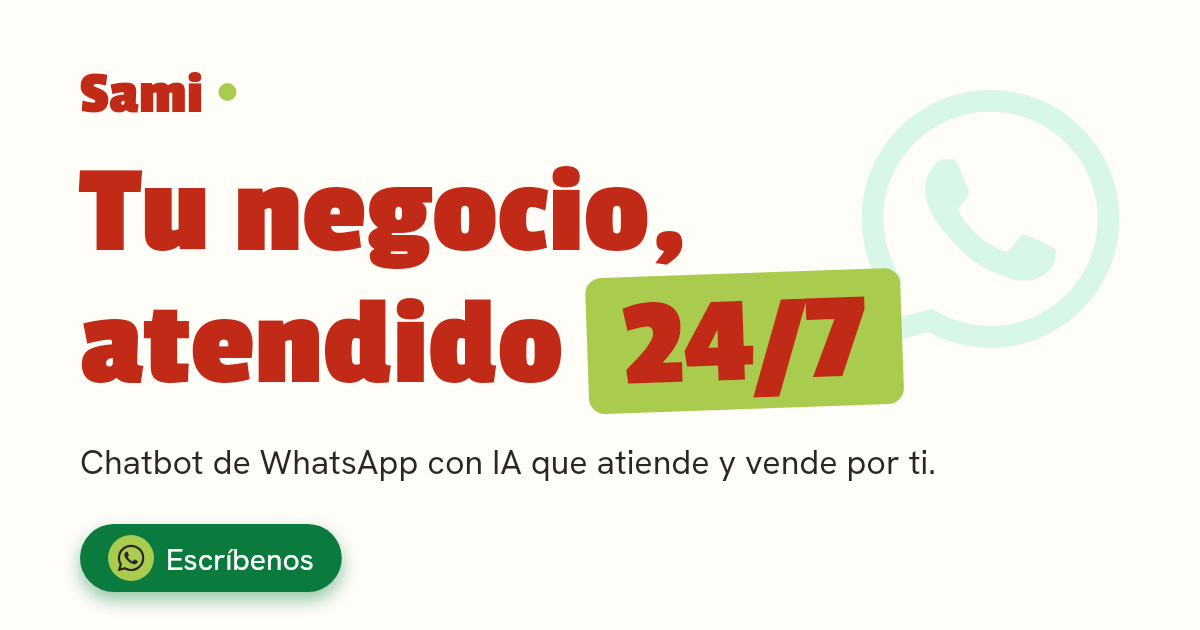 Sami
Tu negocio,
atendido 24/7
Chatbot de WhatsApp con IA que atiende y vende por ti.
Escríbenos